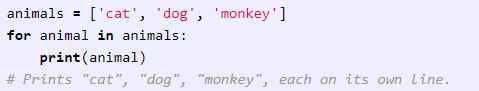 animals = ['cat', 'dog', 'monkey']
for animal in animals:
    print(animal)
# Prints "cat", "dog", "monkey", each on its own line.